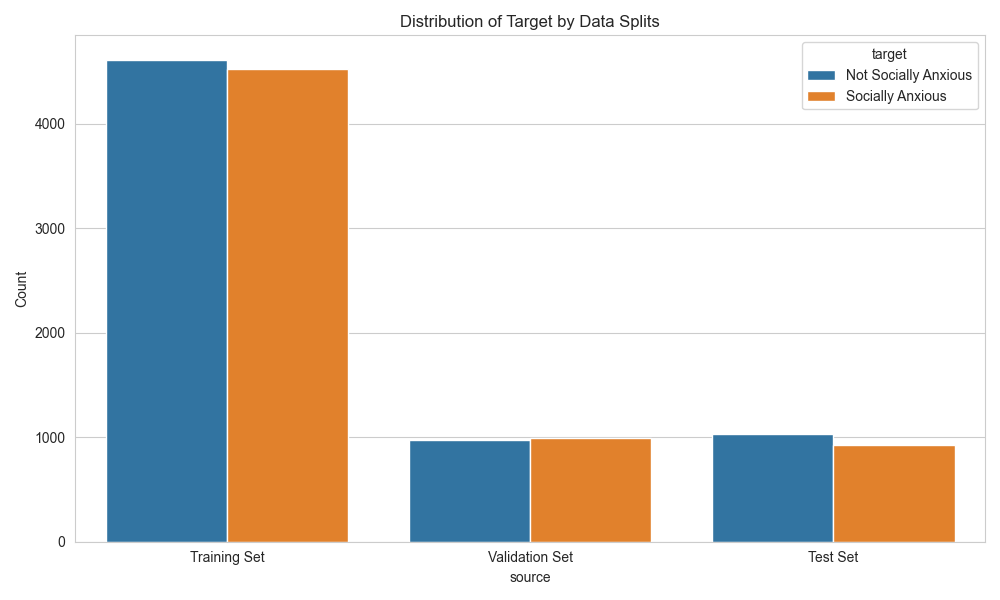 Distribution of Target by Data Splits
target
Not Socially Anxious
Socially Anxious
Count
4000
3000
2000
1000
0
Training Set
Validation Set
Test Set
source